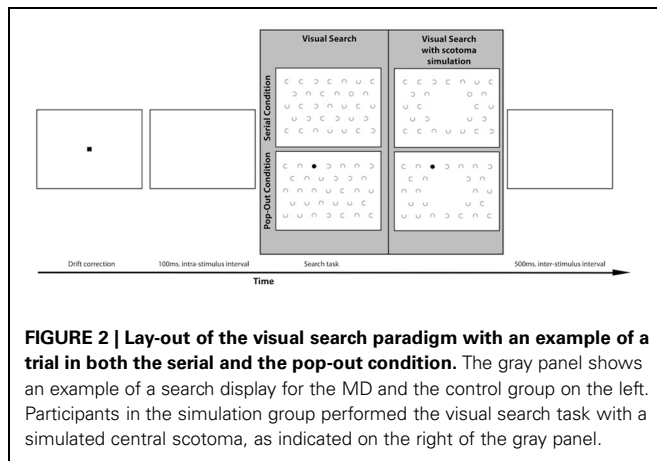 Visual Search
Visual Search
with scotoma
simulation
Serial Condition
Pop-Out Condition
Drift correction
100ms. intra-stimulus interval
Search task
500ms. inter-stimulus interval
Time
FIGURE 2 | Lay-out of the visual search paradigm with an example of a
trial in both the serial and the pop-out condition. The gray panel shows
an example of a search display for the MD and the control group on the left.
Participants in the simulation group performed the visual search task with a
simulated central scotoma, as indicated on the right of the gray panel.